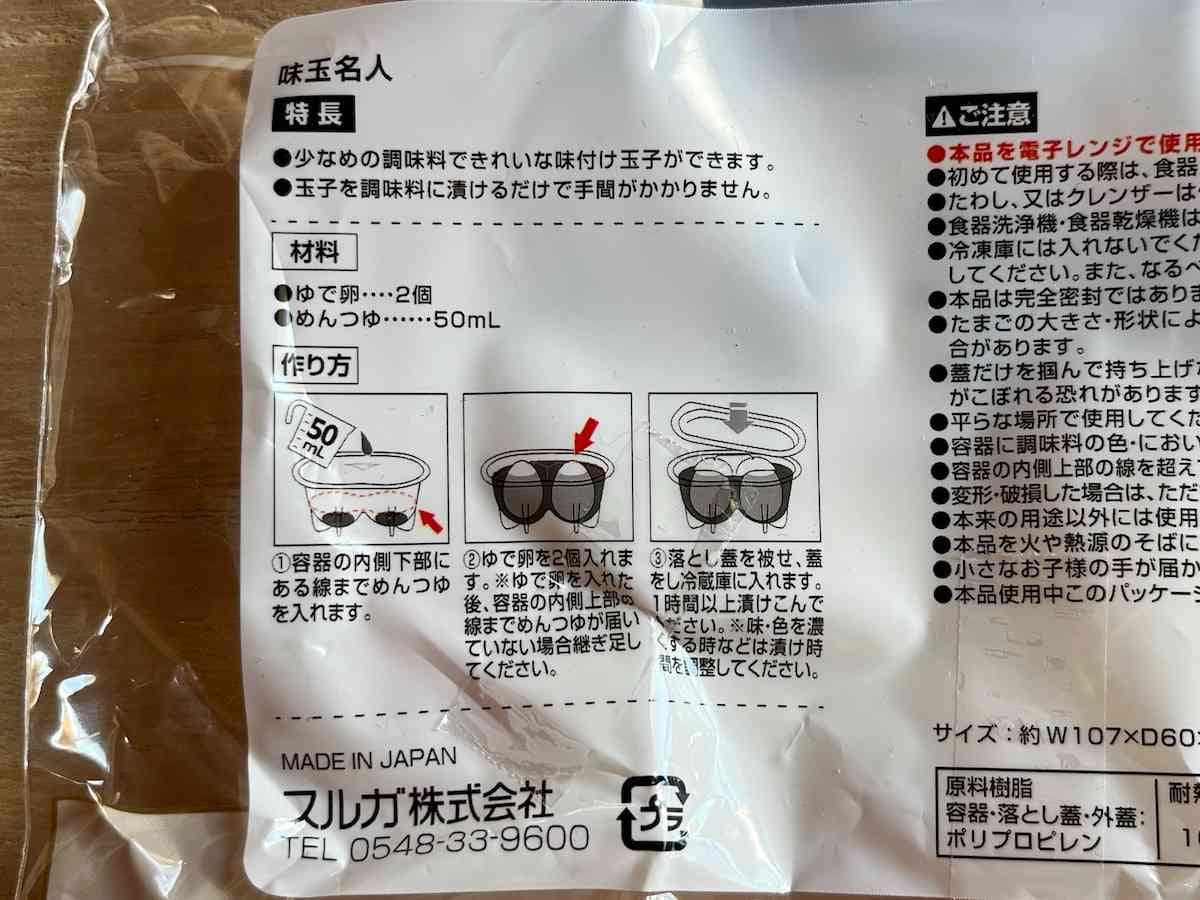 味玉名人
特長
●少なめの調味料できれいな味付け玉子ができます。
●玉子を調味料に漬けるだけで手間がかかりません。
材料
●ゆで卵‥‥2個
●めんつゆ‥‥‥50mL
作り方
50
mL
①容器の内側下部に
ある線までめんつゆ
を入れます。
②ゆで卵を2個入れま
す。※ゆで卵を入れた
後、容器の内側上部の
線までめんつゆが届い
ていない場合継ぎ足し
てください。
③落とし蓋を被せ、蓋
をし冷蔵庫に入れます。
1時間以上漬けこんで
ください。※味・色を濃
くする時などは漬け時
間を調整してください。
MADE IN JAPAN
スルガ株式会社
TEL 0548-33-9600
プラ
⚠ご注意
●本品を電子レンジで使用
●初めて使用する際は、食器
●たわし、又はクレンザーは
●食器洗浄機・食器乾燥機は
●冷凍庫には入れないでくだ
してください。また、なるべ
●本品は完全密封ではありま
●たまごの大きさ・形状によ
合があります。
●蓋だけを掴んで持ち上げ
がこぼれる恐れがあります
●平らな場所で使用してくだ
●容器に調味料の色・におい
●容器の内側上部の線を超え
●変形・破損した場合は、ただ
●本来の用途以外には使用
●本品を火や熱源のそばに
●小さなお子様の手が届か
●本品使用中このパッケージ
サイズ：約W107×D60
原料樹脂
容器・落とし蓋・外蓋：
ポリプロピレン
耐熱